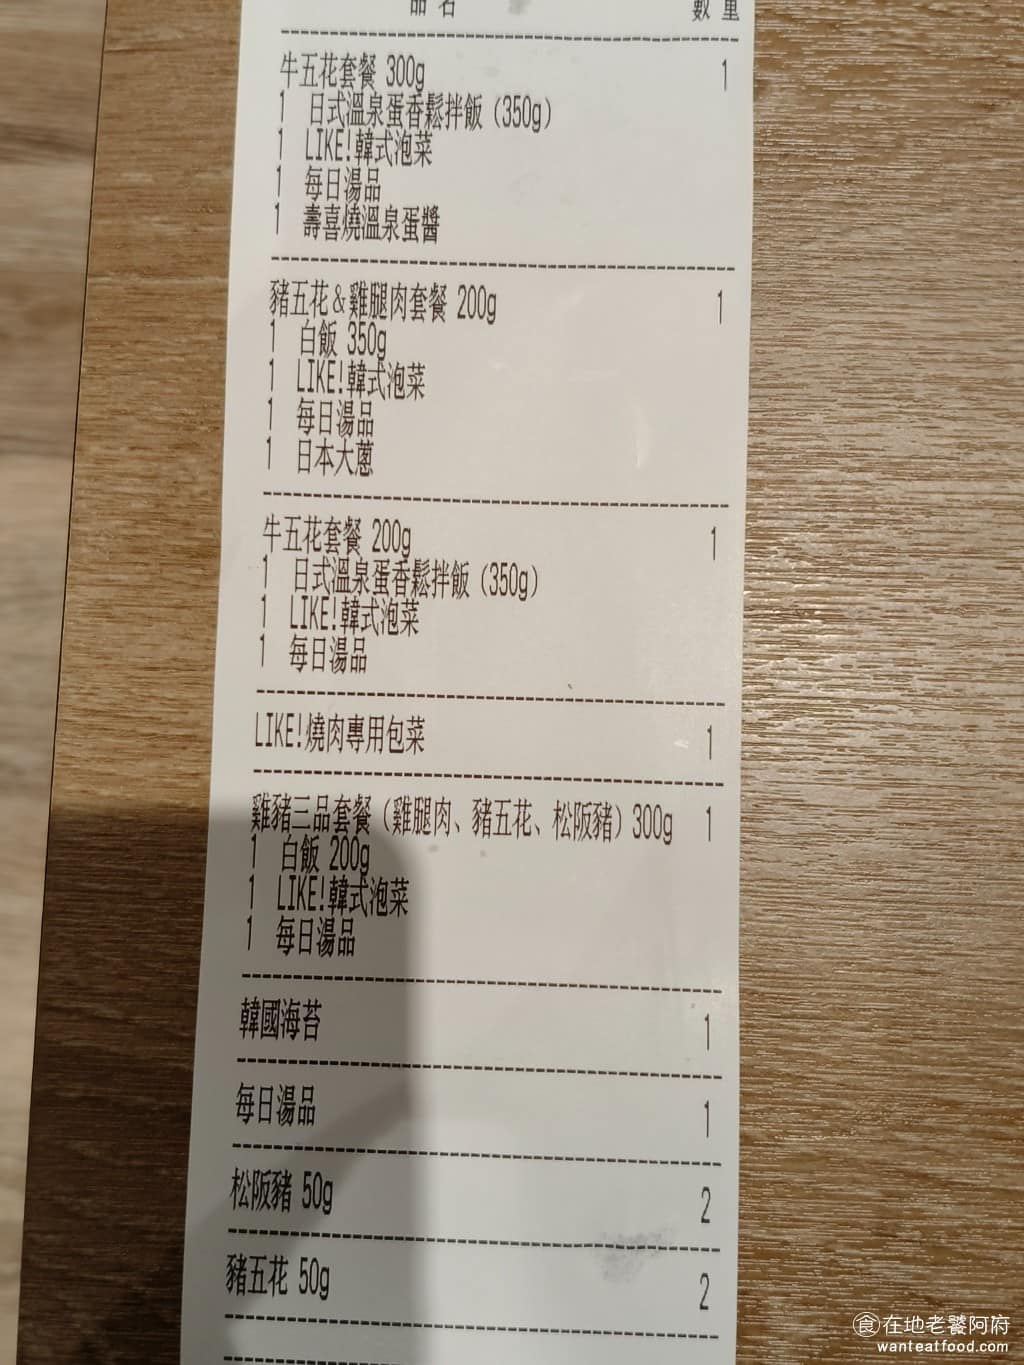 品名 數量
牛五花套餐 300g 1
1 日式溫泉蛋香鬆拌飯 (350g)
1 LIKE!韓式泡菜
1 每日湯品
1 壽喜燒溫泉蛋醬
豬五花&雞腿肉套餐 200g 1
1 白飯 350g
1 LIKE!韓式泡菜
1 每日湯品
1 日本大蔥
牛五花套餐 200g 1
1 日式溫泉蛋香鬆拌飯 (350g)
1 LIKE!韓式泡菜
1 每日湯品
LIKE!燒肉專用包菜 1
雞豬三品套餐 (雞腿肉、豬五花、松阪豬) 300g 1
1 白飯 200g
1 LIKE!韓式泡菜
1 每日湯品
韓國海苔 1
每日湯品 1
松阪豬 50g 2
豬五花 50g 2
食在地老饕阿府
wanteatfood.com